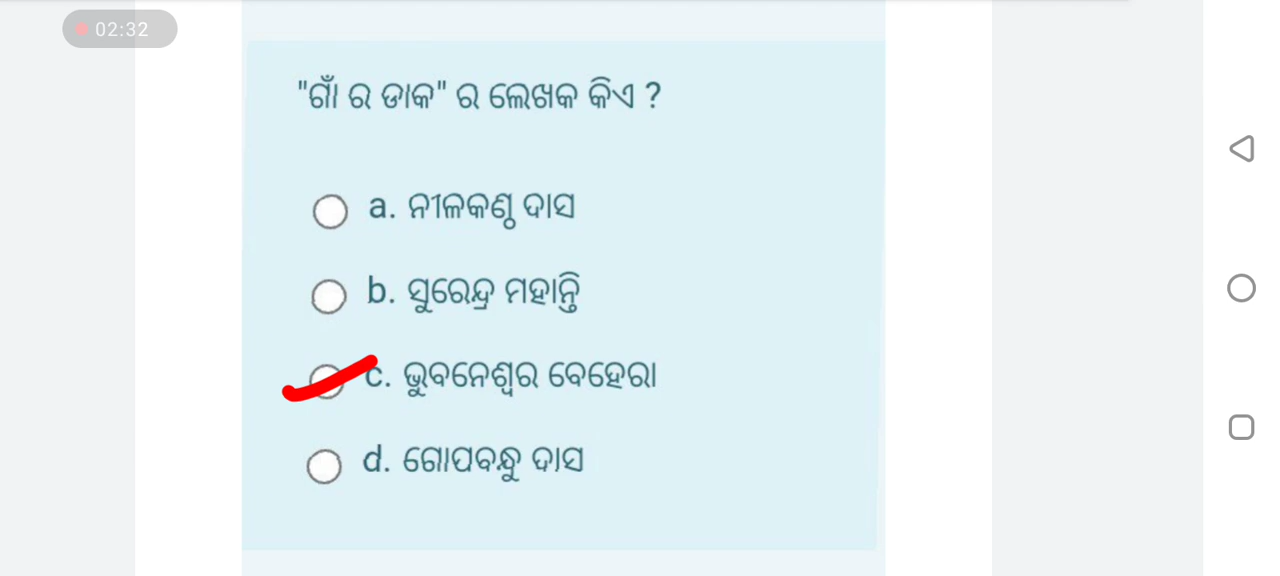 02:32
"ଗାଁ ର ଡାକ" ର ଲେଖକ କିଏ ?
a. ନୀଳକଣ୍ଠ ଦାସ
b. ସୁରେନ୍ଦ୍ର ମହାନ୍ତି
c. ଭୁବନେଶ୍ୱର ବେହେରା
d. ଗୋପବନ୍ଧୁ ଦାସ